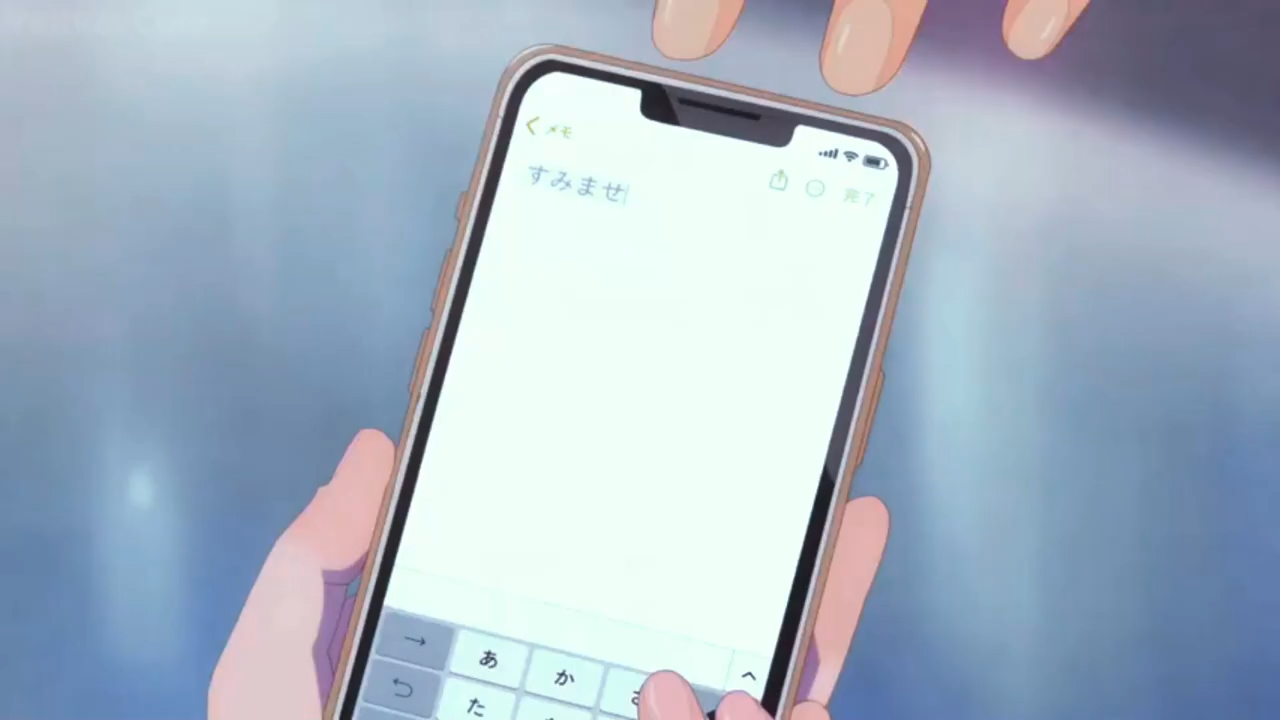 メモ
完了
すみませ
→
あ
か
た